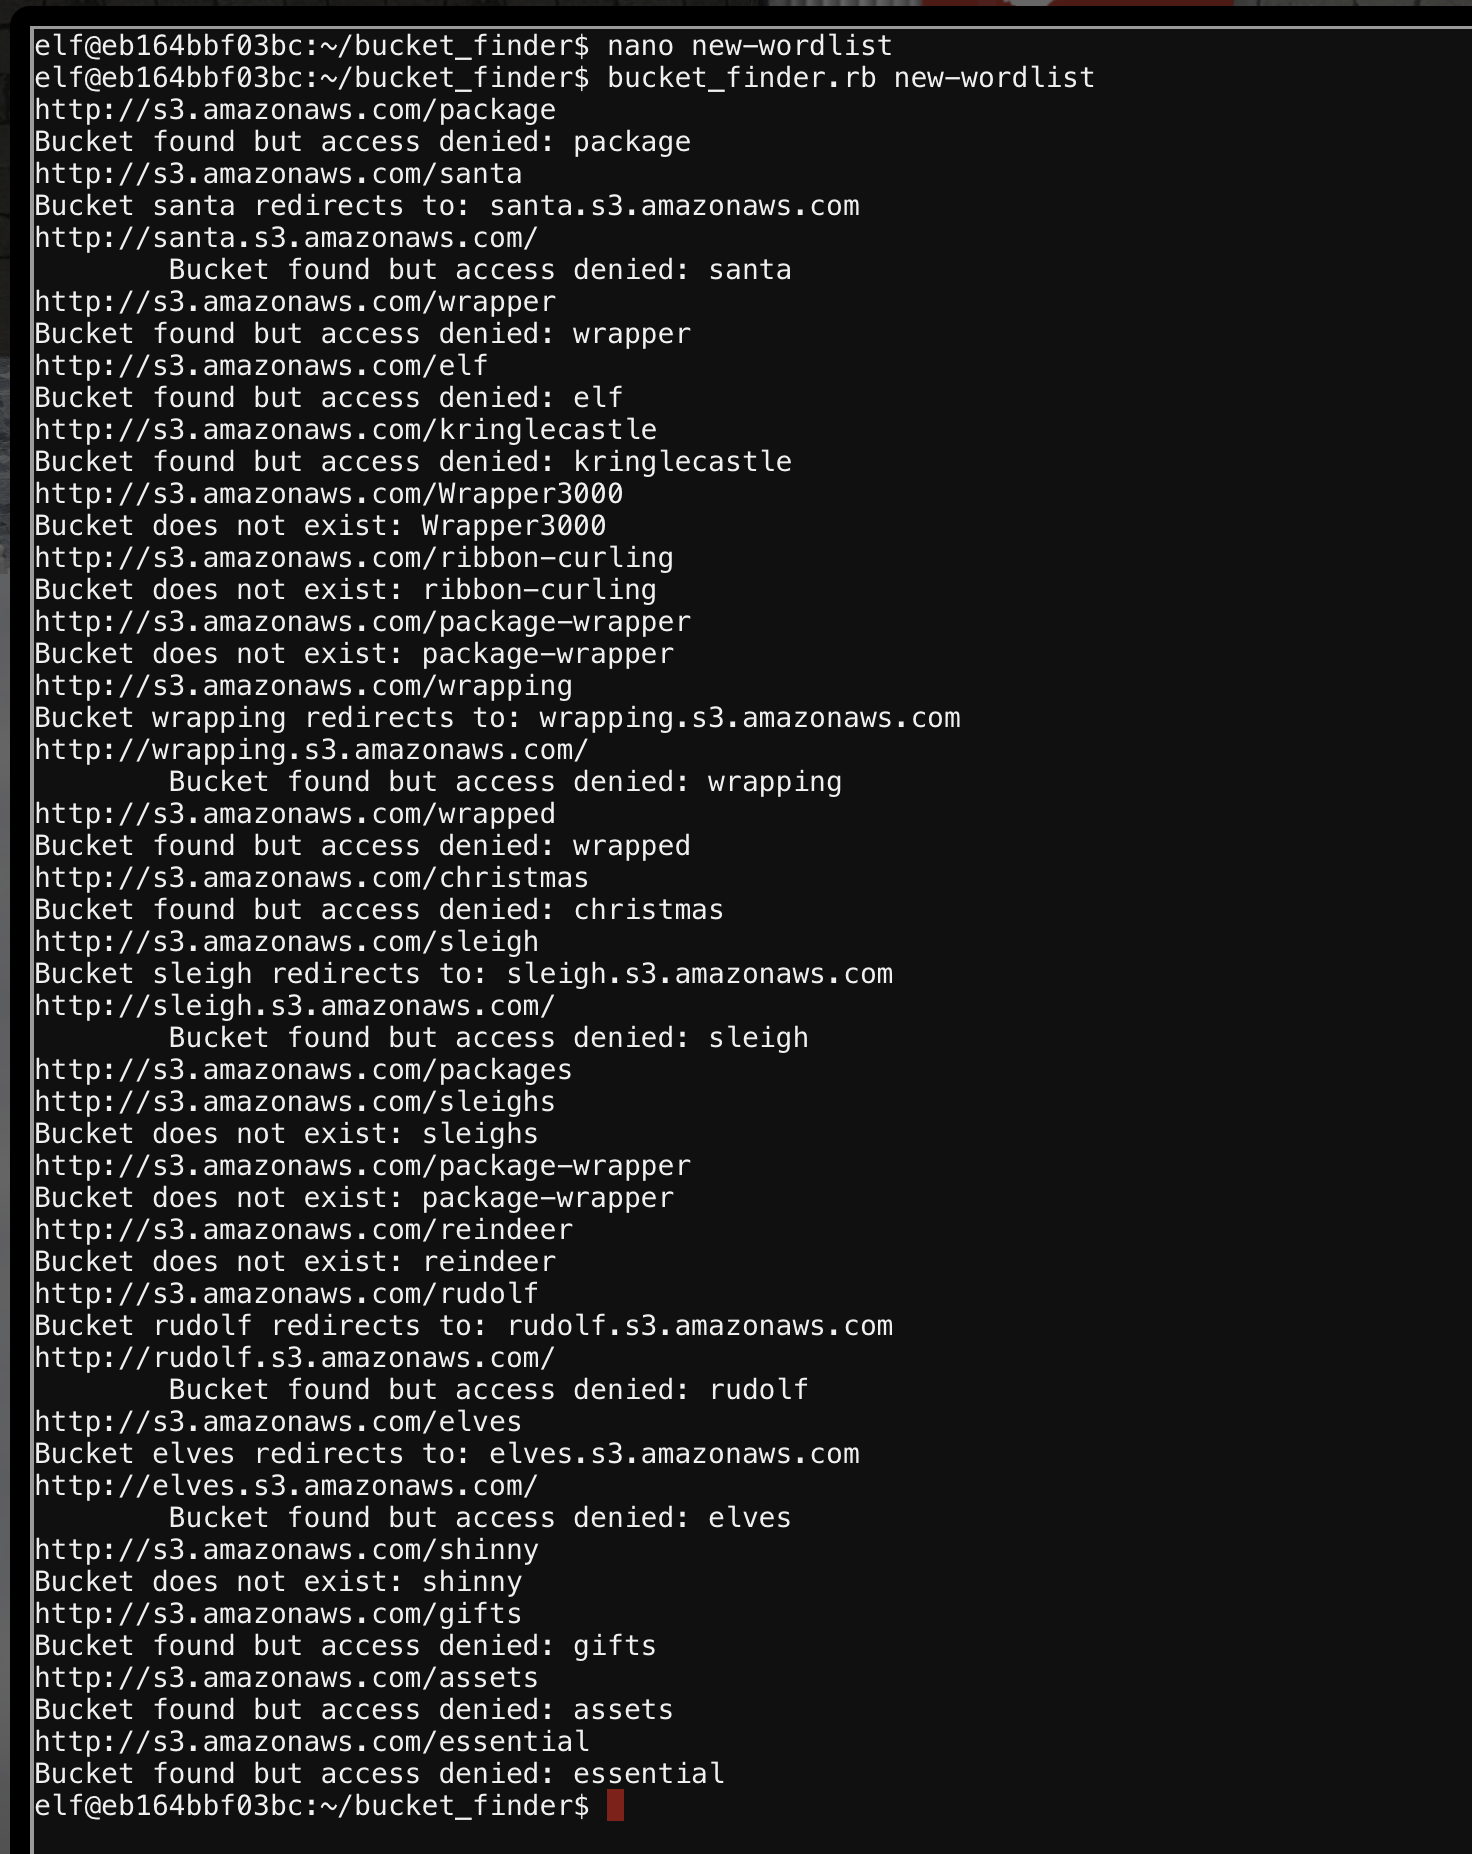 elf@eb164bbf03bc:~/bucket_finder$ nano new-wordlist
elf@eb164bbf03bc:~/bucket_finder$ bucket_finder.rb new-wordlist
http://s3.amazonaws.com/package
Bucket found but access denied: package
http://s3.amazonaws.com/santa
Bucket santa redirects to: santa.s3.amazonaws.com
http://santa.s3.amazonaws.com/
        Bucket found but access denied: santa
http://s3.amazonaws.com/wrapper
Bucket found but access denied: wrapper
http://s3.amazonaws.com/elf
Bucket found but access denied: elf
http://s3.amazonaws.com/kringlecastle
Bucket found but access denied: kringlecastle
http://s3.amazonaws.com/Wrapper3000
Bucket does not exist: Wrapper3000
http://s3.amazonaws.com/ribbon-curling
Bucket does not exist: ribbon-curling
http://s3.amazonaws.com/package-wrapper
Bucket does not exist: package-wrapper
http://s3.amazonaws.com/wrapping
Bucket wrapping redirects to: wrapping.s3.amazonaws.com
http://wrapping.s3.amazonaws.com/
        Bucket found but access denied: wrapping
http://s3.amazonaws.com/wrapped
Bucket found but access denied: wrapped
http://s3.amazonaws.com/christmas
Bucket found but access denied: christmas
http://s3.amazonaws.com/sleigh
Bucket sleigh redirects to: sleigh.s3.amazonaws.com
http://sleigh.s3.amazonaws.com/
        Bucket found but access denied: sleigh
http://s3.amazonaws.com/packages
http://s3.amazonaws.com/sleighs
Bucket does not exist: sleighs
http://s3.amazonaws.com/package-wrapper
Bucket does not exist: package-wrapper
http://s3.amazonaws.com/reindeer
Bucket does not exist: reindeer
http://s3.amazonaws.com/rudolf
Bucket rudolf redirects to: rudolf.s3.amazonaws.com
http://rudolf.s3.amazonaws.com/
        Bucket found but access denied: rudolf
http://s3.amazonaws.com/elves
Bucket elves redirects to: elves.s3.amazonaws.com
http://elves.s3.amazonaws.com/
        Bucket found but access denied: elves
http://s3.amazonaws.com/shinny
Bucket does not exist: shinny
http://s3.amazonaws.com/gifts
Bucket found but access denied: gifts
http://s3.amazonaws.com/assets
Bucket found but access denied: assets
http://s3.amazonaws.com/essential
Bucket found but access denied: essential
elf@eb164bbf03bc:~/bucket_finder$